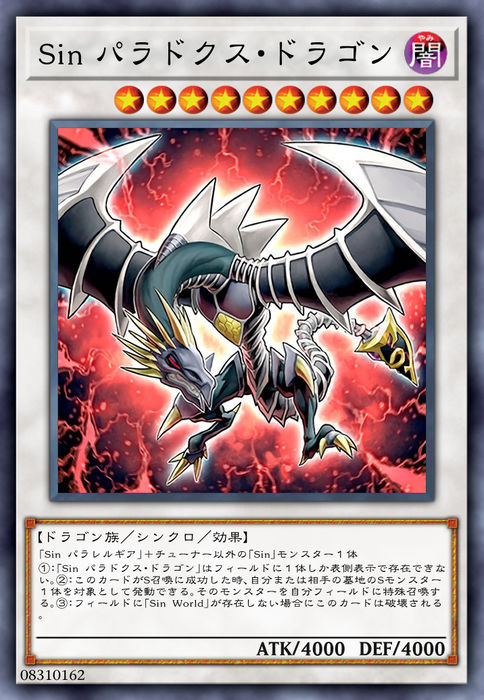 Sin パラドクス・ドラゴン
やみ
闇
【ドラゴン族／シンクロ／効果】
「Sin パラレルギア」＋チューナー以外の「Sin」モンスター１体
①：「Sin パラドクス・ドラゴン」はフィールドに１体しか表側表示で存在できな
い。②：このカードがS召喚に成功した時、自分または相手の墓地のSモンスター
１体を対象として発動できる。そのモンスターを自分フィールドに特殊召喚す
る。③：フィールドに「Sin World」が存在しない場合にこのカードは破壊される
。
ATK/4000 DEF/4000
08310162